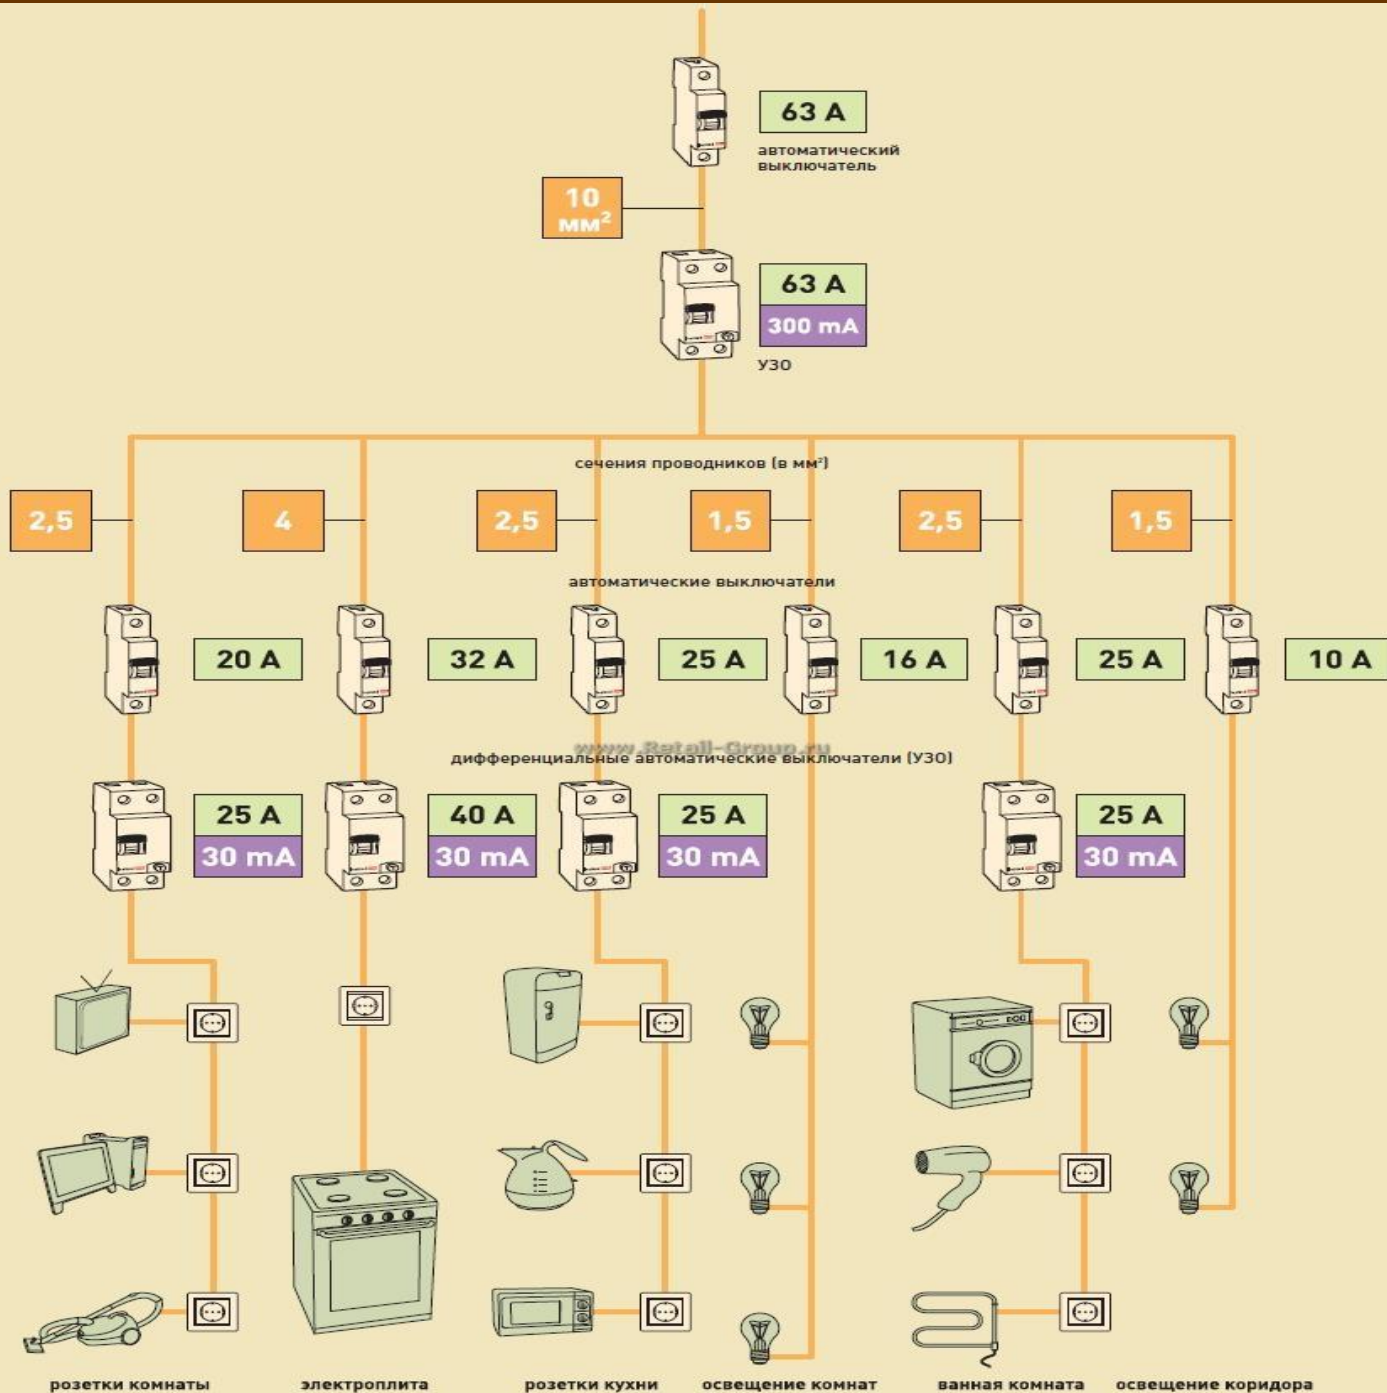 63 A
автоматический
выключатель
10
мм²
63 A
300 mA
УЗО
сечения проводников (в мм²)
2,5
4
2,5
1,5
2,5
1,5
автоматические выключатели
20 A
32 A
25 A
16 A
25 A
10 A
www.Retail-Group.ru
дифференциальные автоматические выключатели (УЗО)
25 A
40 A
25 A
25 A
30 mA
30 mA
30 mA
30 mA
розетки комнаты
электроплита
розетки кухни
освещение комнат
ванная комната
освещение коридора